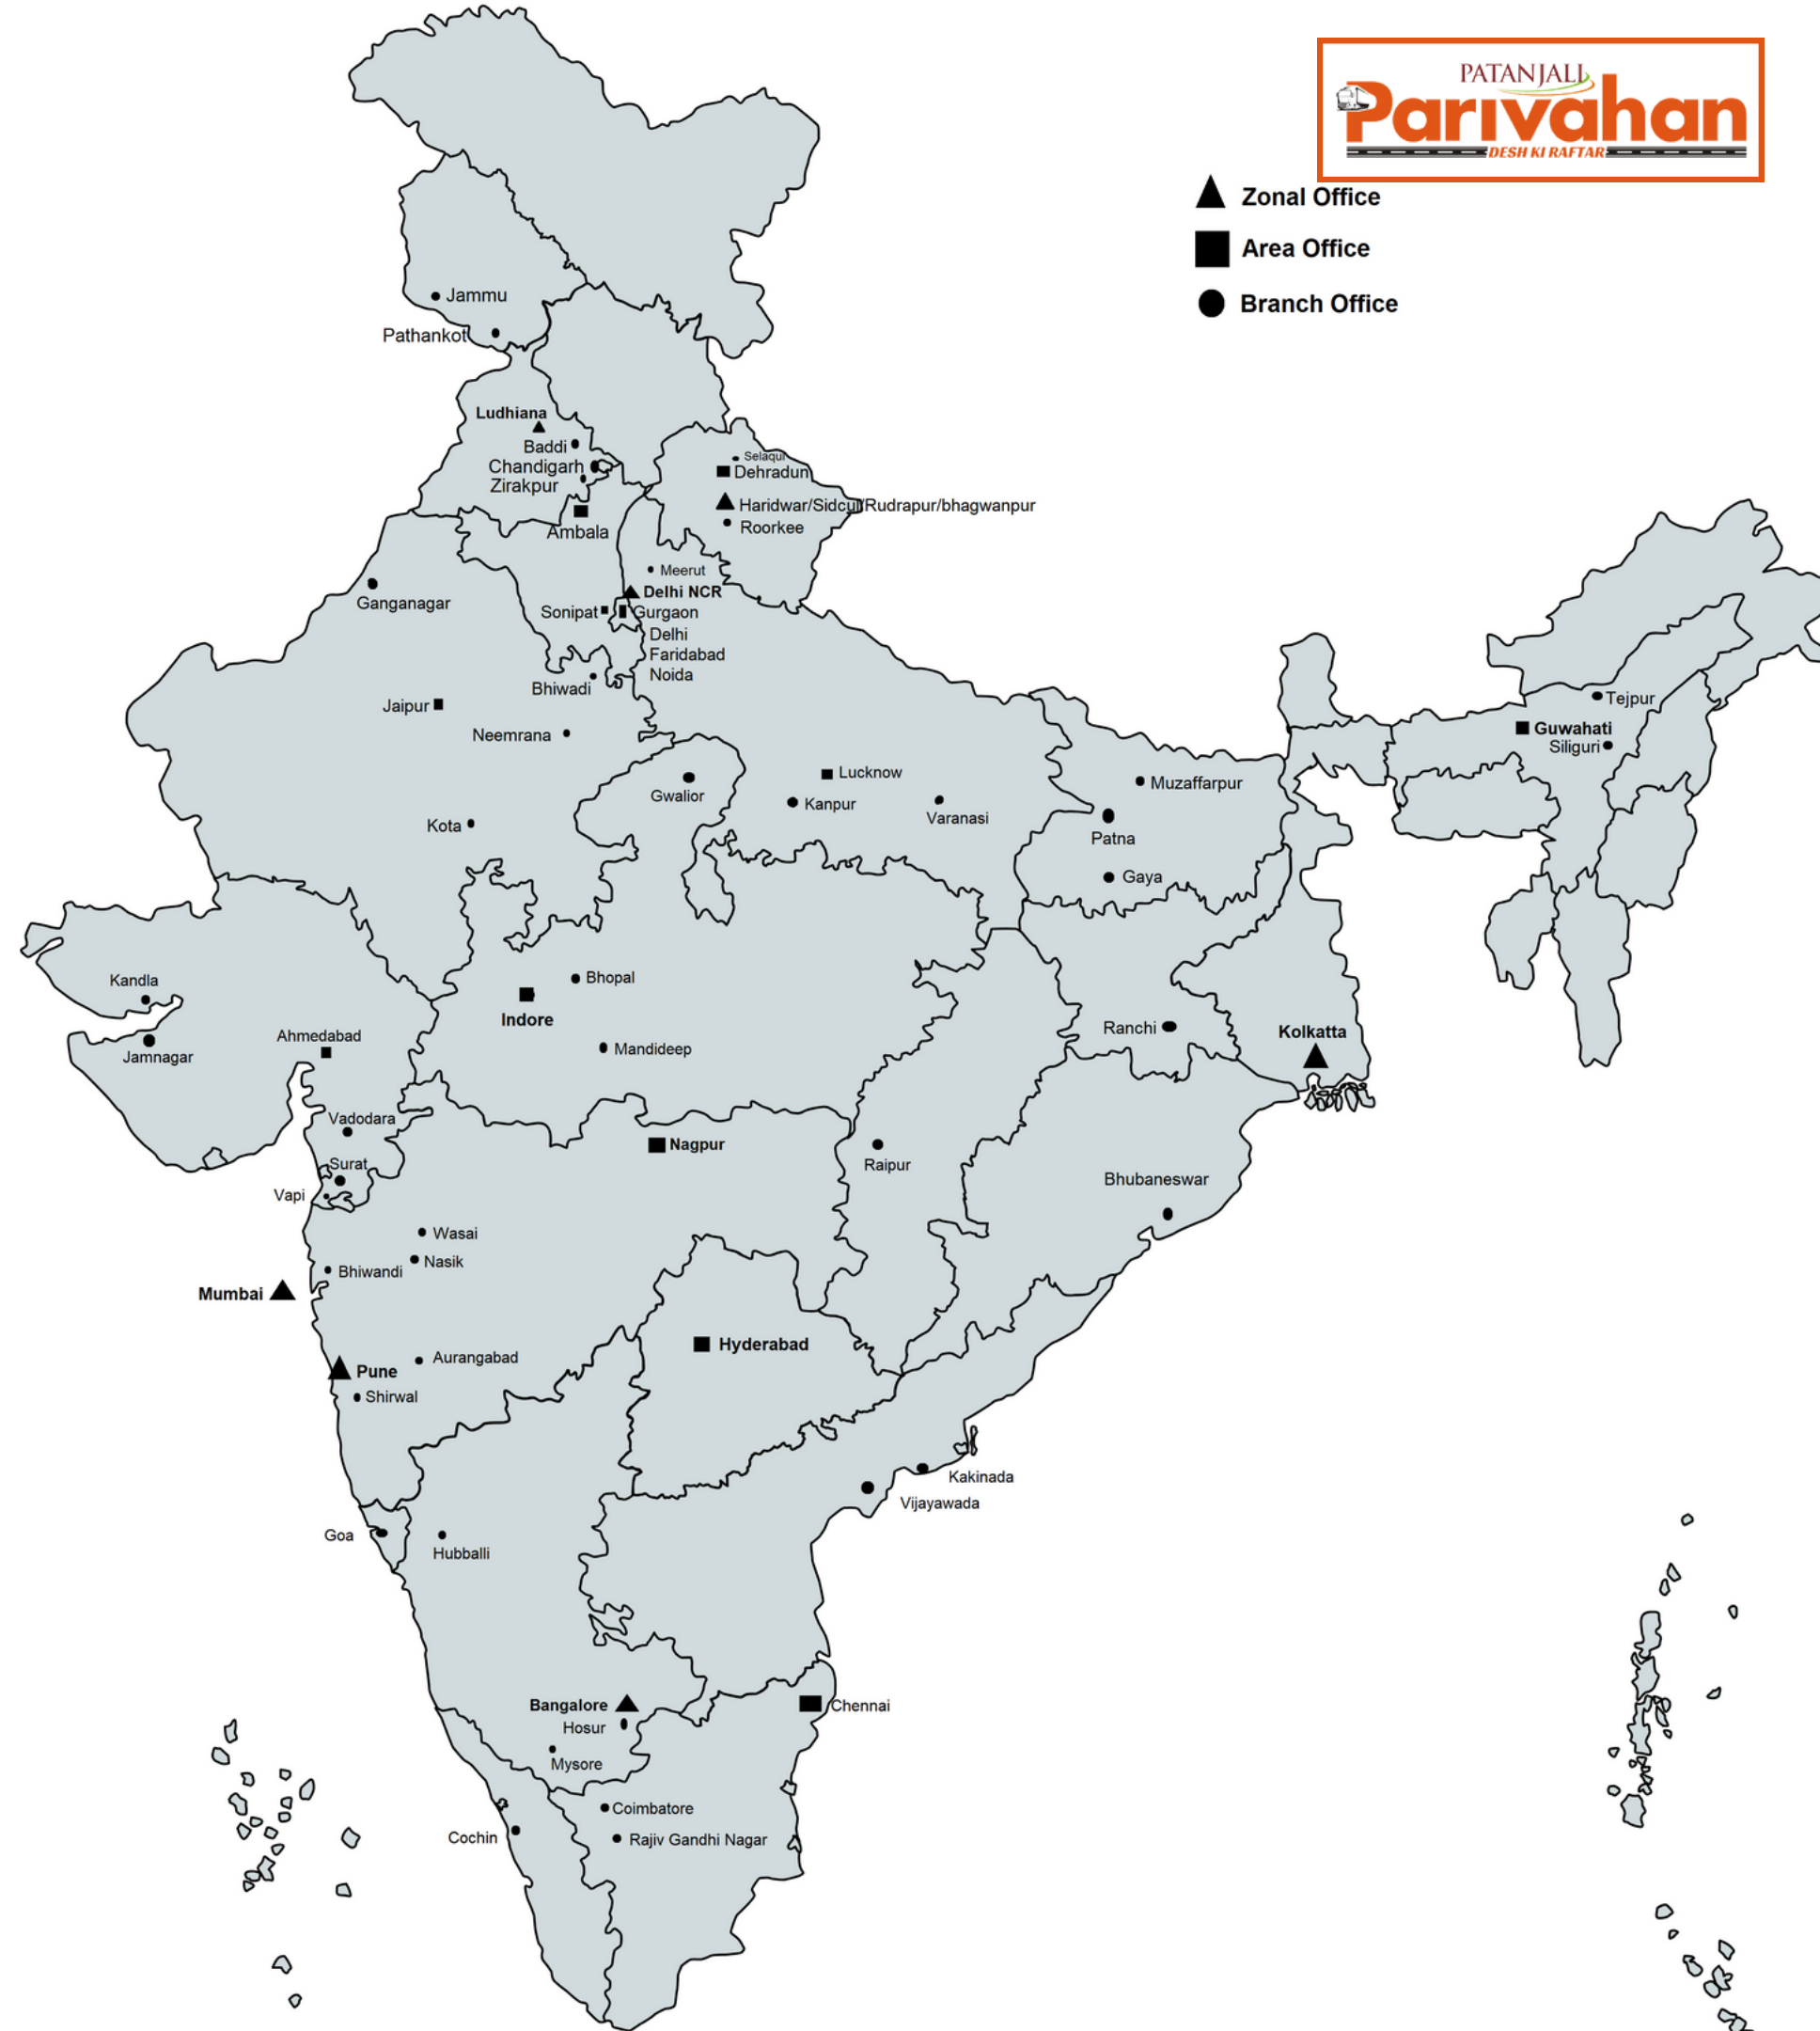 PATANJALI
Parivahan
DESH KI RAFTAR
Zonal Office
Area Office
Branch Office
Jammu
Pathankot
Ludhiana
Baddi
Chandigarh
Zirakpur
Ambala
Selaqui
Dehradun
Haridwar/Sidcul/Rudrapur/bhagwanpur
Roorkee
Meerut
Delhi NCR
Sonipat
Gurgaon
Delhi
Faridabad
Noida
Ganganagar
Bhiwadi
Jaipur
Neemrana
Kota
Gwalior
Lucknow
Kanpur
Varanasi
Muzaffarpur
Patna
Gaya
Tejpur
Guwahati
Siliguri
Kandla
Jamnagar
Ahmedabad
Bhopal
Indore
Mandideep
Ranchi
Kolkatta
Vadodara
Surat
Vapi
Nagpur
Raipur
Bhubaneswar
Wasai
Nasik
Bhiwandi
Mumbai
Pune
Aurangabad
Shirwal
Hyderabad
Kakinada
Vijayawada
Goa
Hubballi
Bangalore
Hosur
Mysore
Chennai
Coimbatore
Cochin
Rajiv Gandhi Nagar